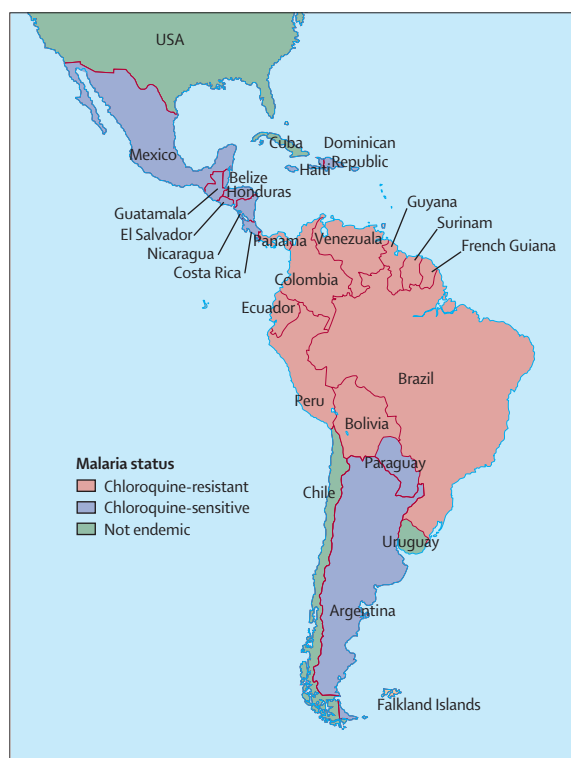 USA
Cuba
Dominican
Republic
Haiti
Mexico
Belize
Honduras
Guatamala
El Salvador
Nicaragua
Costa Rica
Panama
Venezuala
Guyana
Surinam
French Guiana
Colombia
Ecuador
Brazil
Peru
Bolivia
Paraguay
Malaria status
Chloroquine-resistant
Chloroquine-sensitive
Not endemic
Chile
Uruguay
Argentina
Falkland Islands